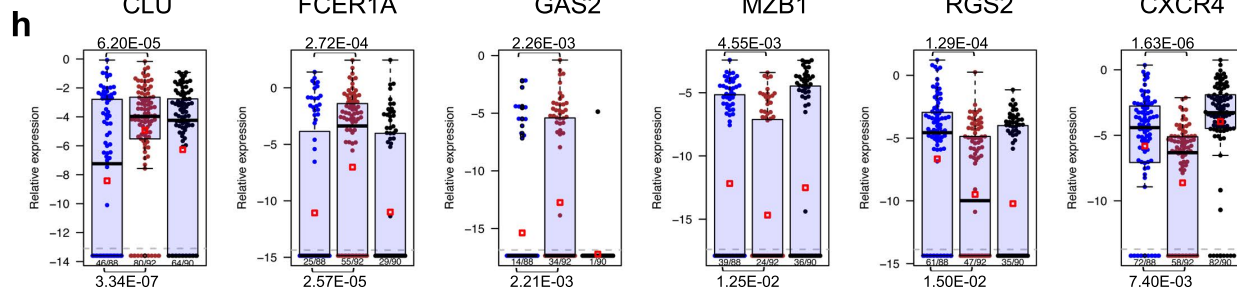 h
CLU
FCER1A
GAS2
MZB1
RGS2
CXCR4
6.20E-05
2.72E-04
2.26E-03
4.55E-03
1.29E-04
1.63E-06
Relative expression
0
−2
−4
−6
−8
−10
−12
−14
46/88 80/92 64/90
3.34E-07
Relative expression
0
−5
−10
−15
25/88 55/92 29/90
2.57E-05
Relative expression
0
−5
−10
−15
14/88 34/92 1/90
2.21E-03
Relative expression
−5
−10
−15
39/88 24/92 36/90
1.25E-02
Relative expression
0
−5
−10
−15
61/88 47/92 35/90
1.50E-02
Relative expression
0
−5
−10
72/88 58/92 82/90
7.40E-03